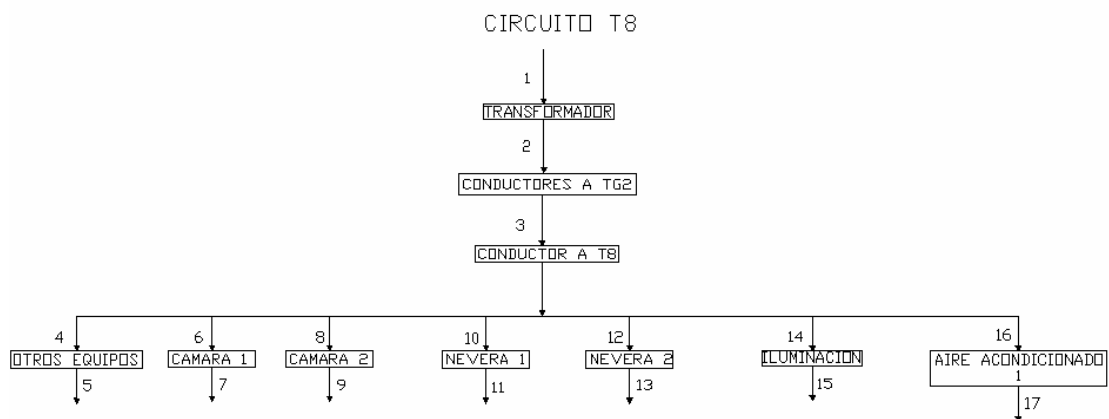 CIRCUITO T8
1
TRANSFORMADOR
2
CONDUCTORES A TG2
3
CONDUCTOR A T8
4 6 8 10 12 14 16
OTROS EQUIPOS CAMARA 1 CAMARA 2 NEVERA 1 NEVERA 2 ILUMINACION AIRE ACONDICIONADO
1
5 7 9 11 13 15 17